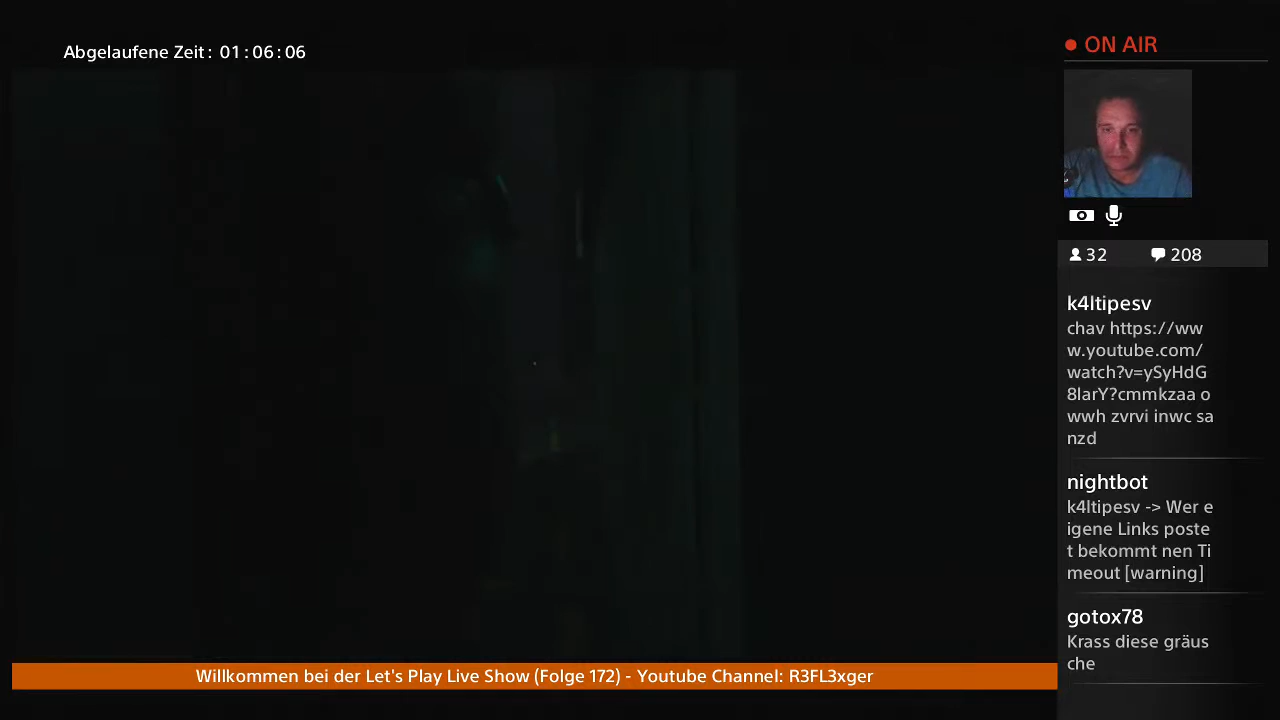 Abgelaufene Zeit: 01:06:06
ON AIR
32 208
k4ltipesv
chav https://ww
w.youtube.com/
watch?v=ySyHdG
8larY?cmmkzaa o
wwh zvrvi inwc sa
nzd
nightbot
k4ltipesv -> Wer e
igene Links poste
t bekommt nen Ti
meout [warning]
gotox78
Krass diese gräus
che
Willkommen bei der Let's Play Live Show (Folge 172) - Youtube Channel: R3FL3xger